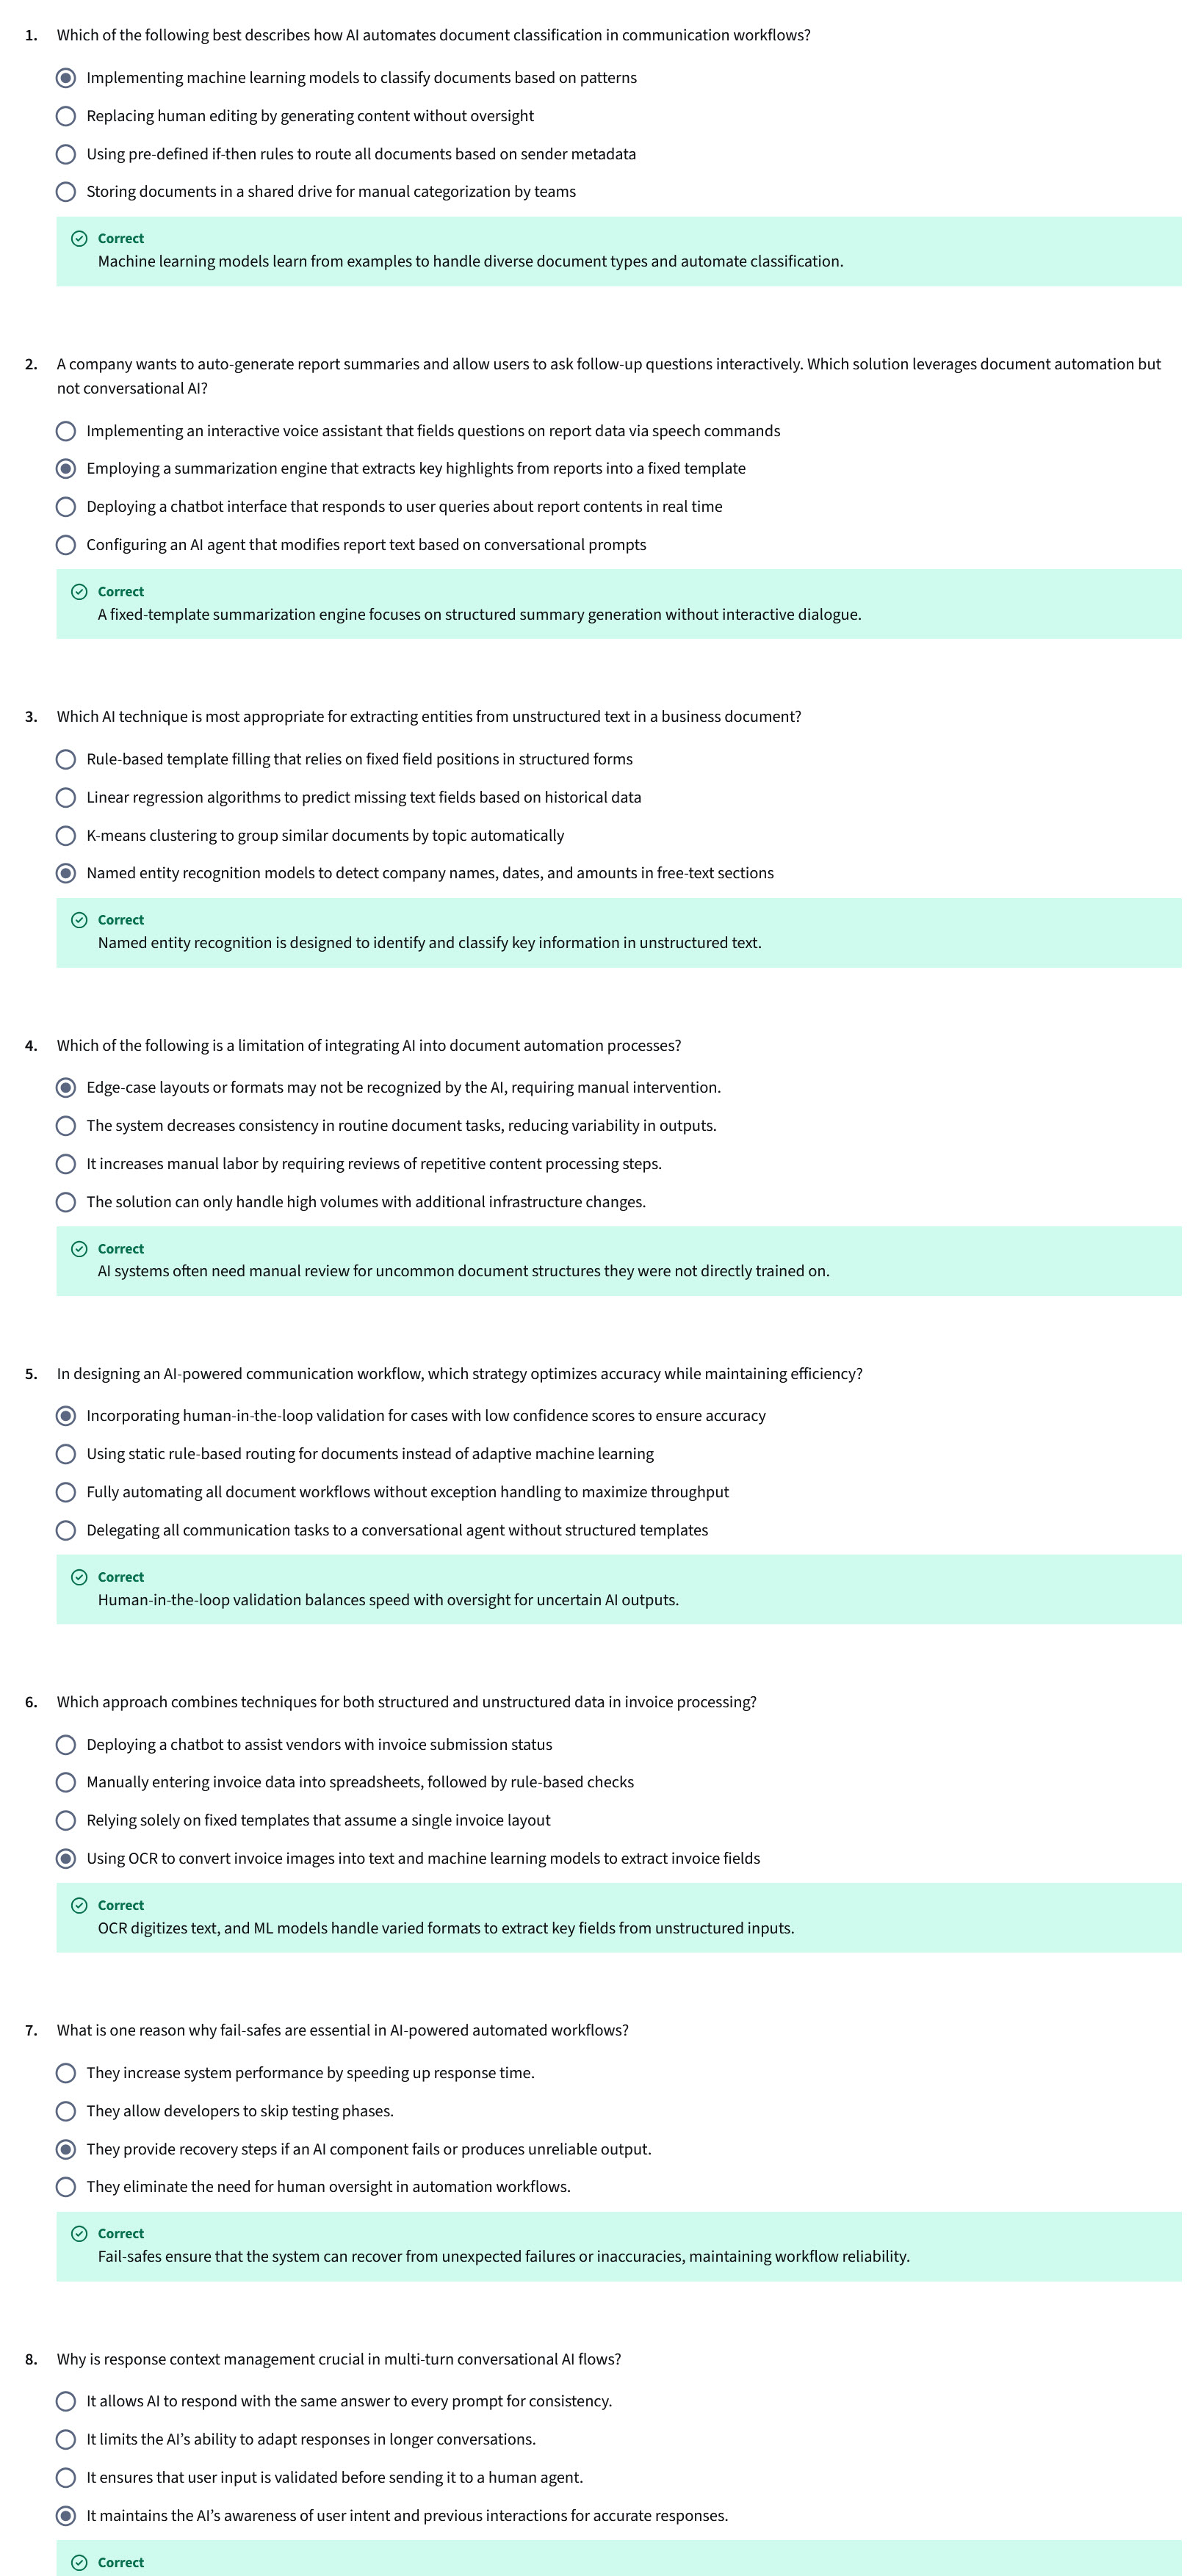 1. Which of the following best describes how AI automates document classification in communication workflows?
Implementing machine learning models to classify documents based on patterns
Replacing human editing by generating content without oversight
Using pre-defined if-then rules to route all documents based on sender metadata
Storing documents in a shared drive for manual categorization by teams
Correct
Machine learning models learn from examples to handle diverse document types and automate classification.
2. A company wants to auto-generate report summaries and allow users to ask follow-up questions interactively. Which solution leverages document automation but
not conversational AI?
Implementing an interactive voice assistant that fields questions on report data via speech commands
Employing a summarization engine that extracts key highlights from reports into a fixed template
Deploying a chatbot interface that responds to user queries about report contents in real time
Configuring an AI agent that modifies report text based on conversational prompts
Correct
A fixed-template summarization engine focuses on structured summary generation without interactive dialogue.
3. Which AI technique is most appropriate for extracting entities from unstructured text in a business document?
Rule-based template filling that relies on fixed field positions in structured forms
Linear regression algorithms to predict missing text fields based on historical data
K-means clustering to group similar documents by topic automatically
Named entity recognition models to detect company names, dates, and amounts in free-text sections
Correct
Named entity recognition is designed to identify and classify key information in unstructured text.
4. Which of the following is a limitation of integrating AI into document automation processes?
Edge-case layouts or formats may not be recognized by the AI, requiring manual intervention.
The system decreases consistency in routine document tasks, reducing variability in outputs.
It increases manual labor by requiring reviews of repetitive content processing steps.
The solution can only handle high volumes with additional infrastructure changes.
Correct
AI systems often need manual review for uncommon document structures they were not directly trained on.
5. In designing an AI-powered communication workflow, which strategy optimizes accuracy while maintaining efficiency?
Incorporating human-in-the-loop validation for cases with low confidence scores to ensure accuracy
Using static rule-based routing for documents instead of adaptive machine learning
Fully automating all document workflows without exception handling to maximize throughput
Delegating all communication tasks to a conversational agent without structured templates
Correct
Human-in-the-loop validation balances speed with oversight for uncertain AI outputs.
6. Which approach combines techniques for both structured and unstructured data in invoice processing?
Deploying a chatbot to assist vendors with invoice submission status
Manually entering invoice data into spreadsheets, followed by rule-based checks
Relying solely on fixed templates that assume a single invoice layout
Using OCR to convert invoice images into text and machine learning models to extract invoice fields
Correct
OCR digitizes text, and ML models handle varied formats to extract key fields from unstructured inputs.
7. What is one reason why fail-safes are essential in AI-powered automated workflows?
They increase system performance by speeding up response time.
They allow developers to skip testing phases.
They provide recovery steps if an AI component fails or produces unreliable output.
They eliminate the need for human oversight in automation workflows.
Correct
Fail-safes ensure that the system can recover from unexpected failures or inaccuracies, maintaining workflow reliability.
8. Why is response context management crucial in multi-turn conversational AI flows?
It allows AI to respond with the same answer to every prompt for consistency.
It limits the AI’s ability to adapt responses in longer conversations.
It ensures that user input is validated before sending it to a human agent.
It maintains the AI’s awareness of user intent and previous interactions for accurate responses.
Correct